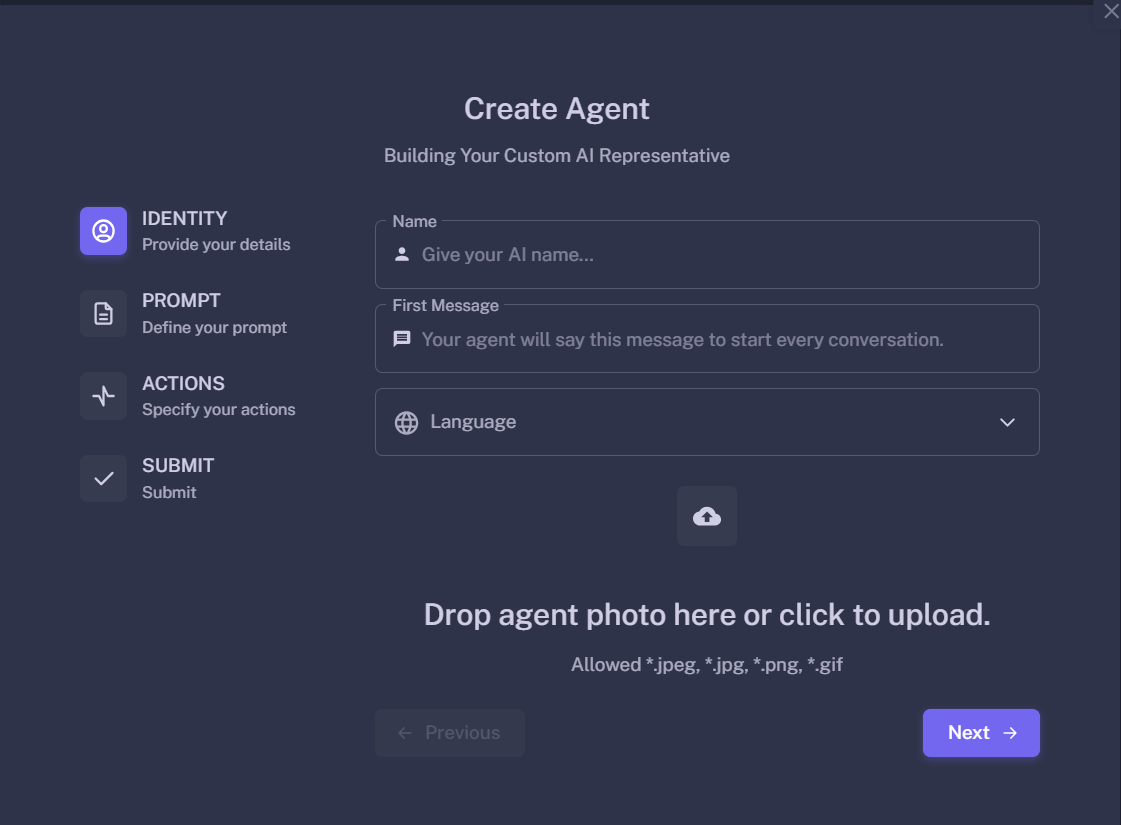 Create Agent
Building Your Custom AI Representative
IDENTITY
Provide your details
PROMPT
Define your prompt
ACTIONS
Specify your actions
SUBMIT
Submit
Name
Give your AI name...
First Message
Your agent will say this message to start every conversation.
Language
Drop agent photo here or click to upload.
Allowed *.jpeg, *.jpg, *.png, *.gif
Previous
Next